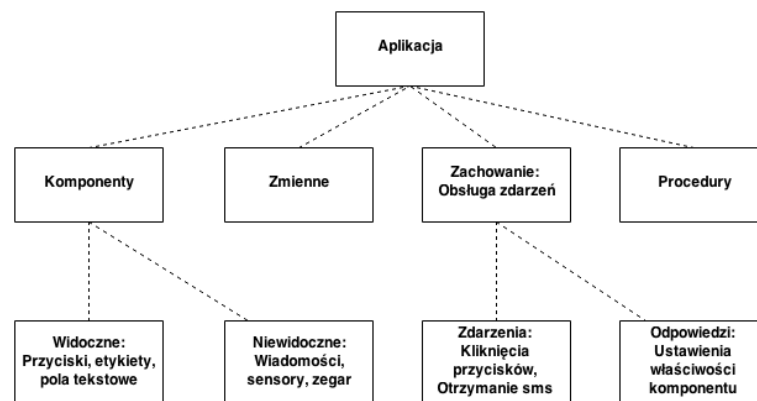 Aplikacja
Komponenty
Zmienne
Zachowanie:
Obsługa zdarzeń
Procedury
Widoczne:
Przyciski, etykiety,
pola tekstowe
Niewidoczne:
Wiadomości,
sensory, zegar
Zdarzenia:
Kliknięcia
przycisków,
Otrzymanie sms
Odpowiedzi:
Ustawienia
właściwości
komponentu